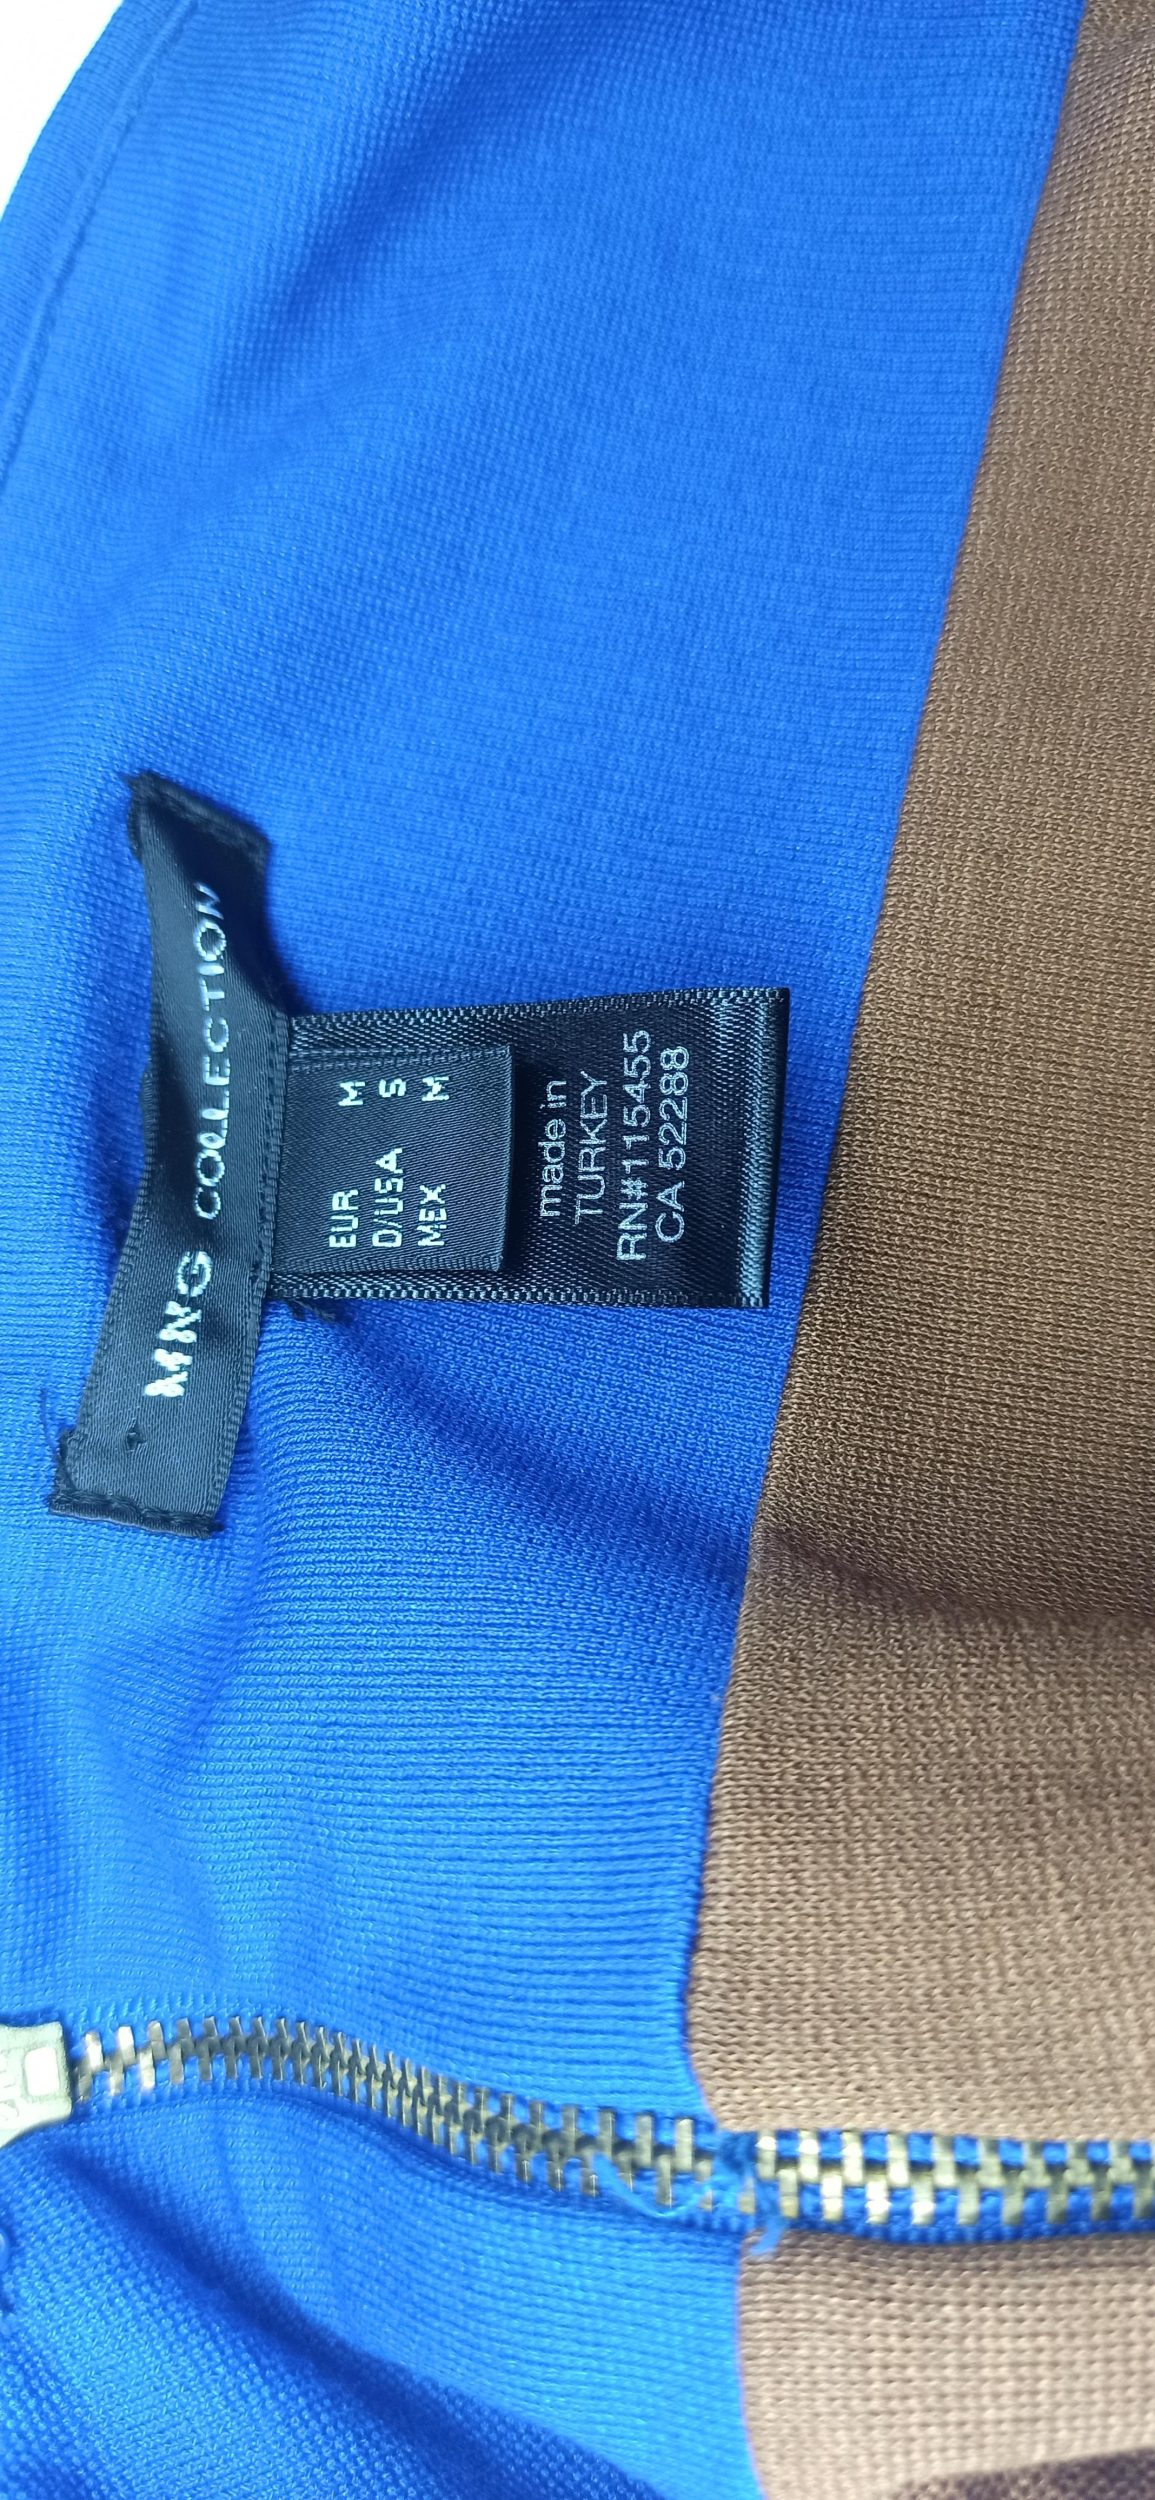 MNG COLLECTION
EUR M
D/USA S
MEX M
made in
TURKEY
RN#115455
CA 52288